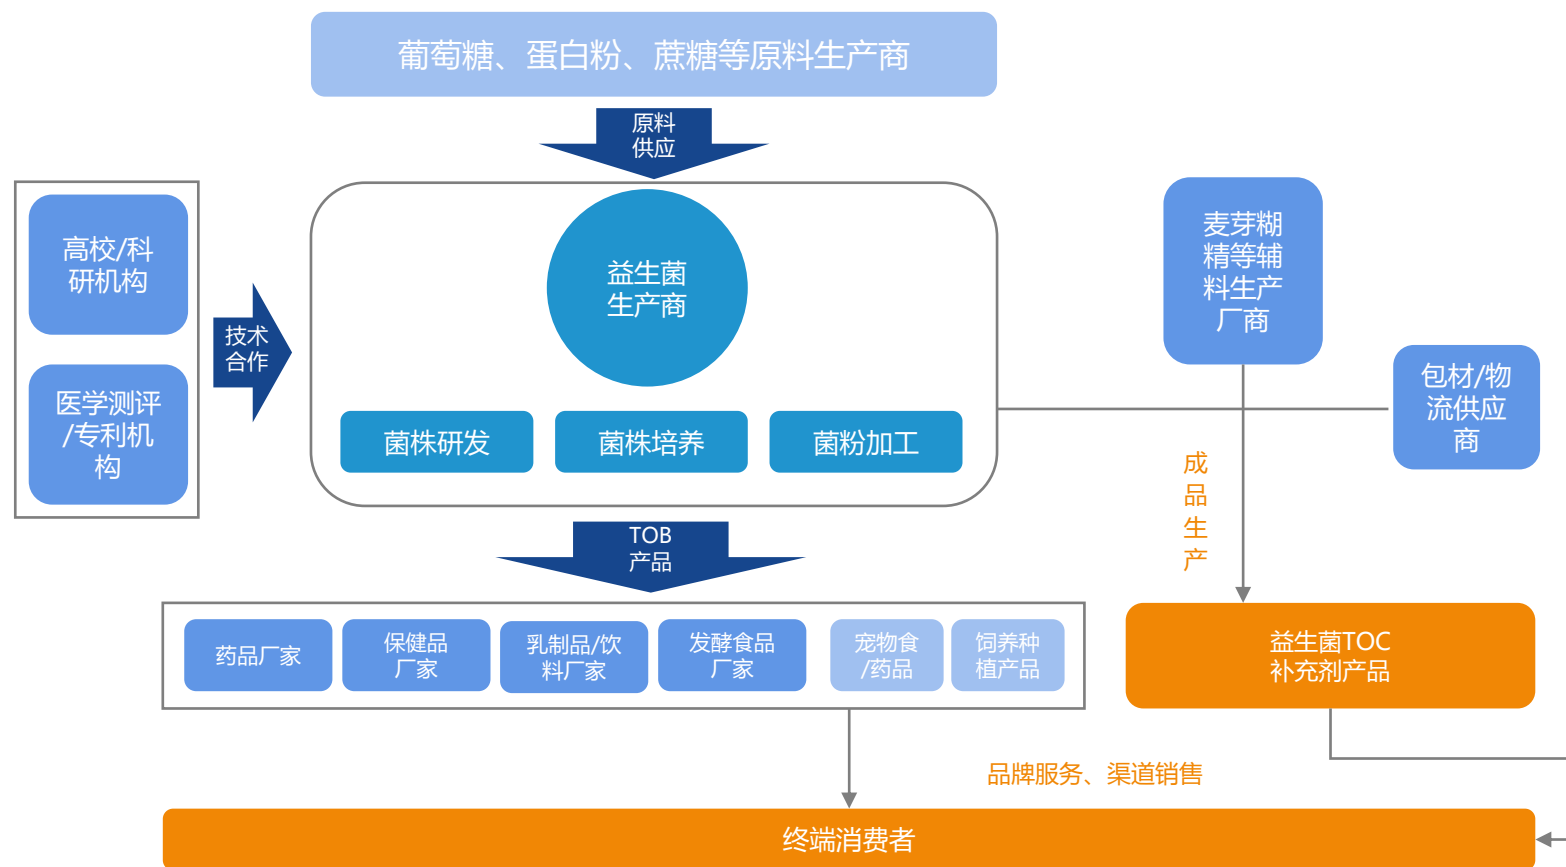 葡萄糖、蛋白粉、蔗糖等原料生产商
原料
供应
高校/科
研机构
医学测评
/专利机
构
技术
合作
益生菌
生产商
菌株研发
菌株培养
菌粉加工
麦芽糊
精等辅
料生产
厂商
包材/物
流供应
商
成
品
生
产
TOB
产品
药品厂家
保健品
厂家
乳制品/饮
料厂家
发酵食品
厂家
宠物食
/药品
饲养种
植产品
益生菌TOC
补充剂产品
品牌服务、渠道销售
终端消费者